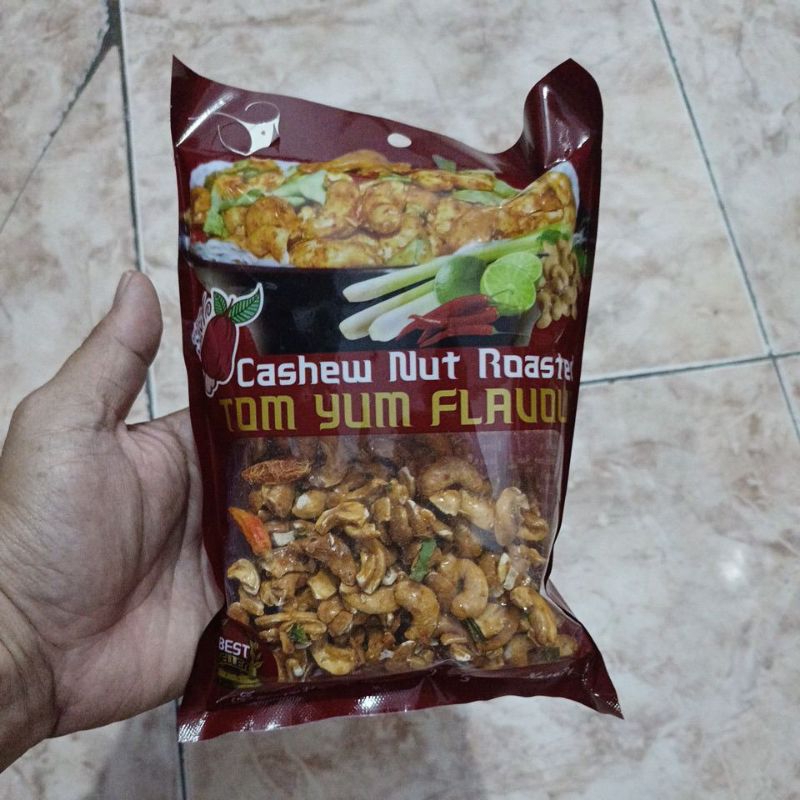 Cashew Nut Roasted
TOM YUM FLAVOU
BEST